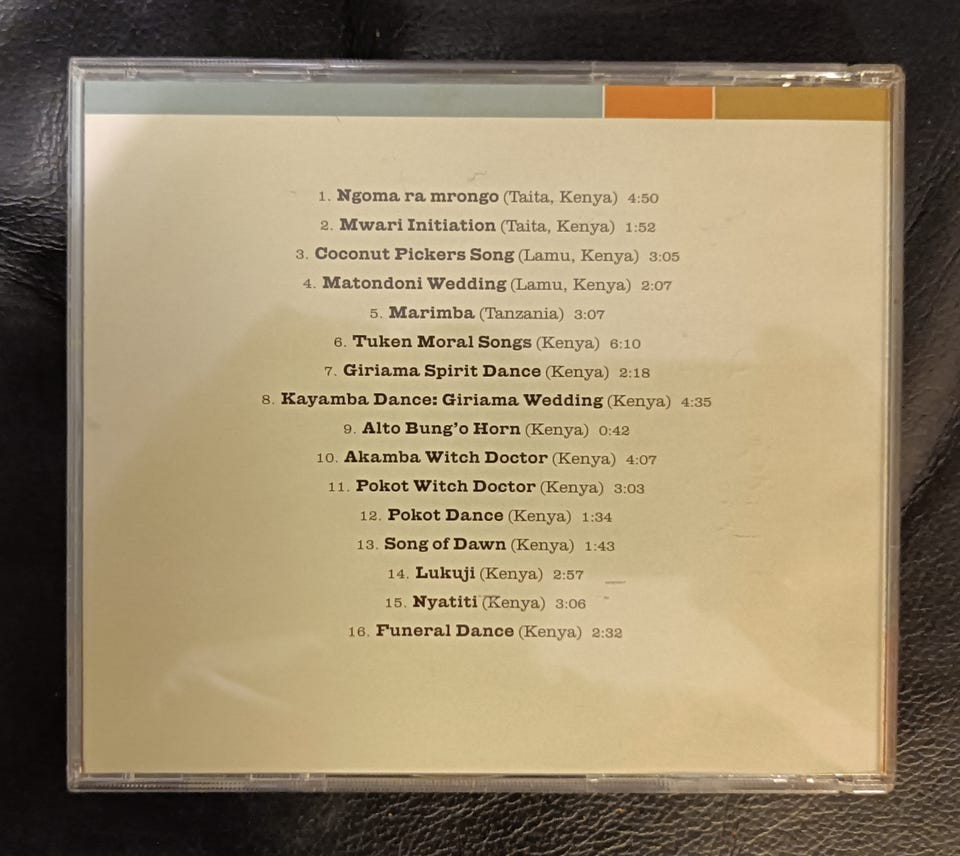 1. Ngoma ra mrongo (Taita, Kenya) 4:50
2. Mwari Initiation (Taita, Kenya) 1:52
3. Coconut Pickers Song (Lamu, Kenya) 3:05
4. Matondoni Wedding (Lamu, Kenya) 2:07
5. Marimba (Tanzania) 3:07
6. Tuken Moral Songs (Kenya) 6:10
7. Giriama Spirit Dance (Kenya) 2:18
8. Kayamba Dance: Giriama Wedding (Kenya) 4:35
9. Alto Bung’o Horn (Kenya) 0:42
10. Akamba Witch Doctor (Kenya) 4:07
11. Pokot Witch Doctor (Kenya) 3:03
12. Pokot Dance (Kenya) 1:34
13. Song of Dawn (Kenya) 1:43
14. Lukuji (Kenya) 2:57
15. Nyatiti (Kenya) 3:06
16. Funeral Dance (Kenya) 2:32